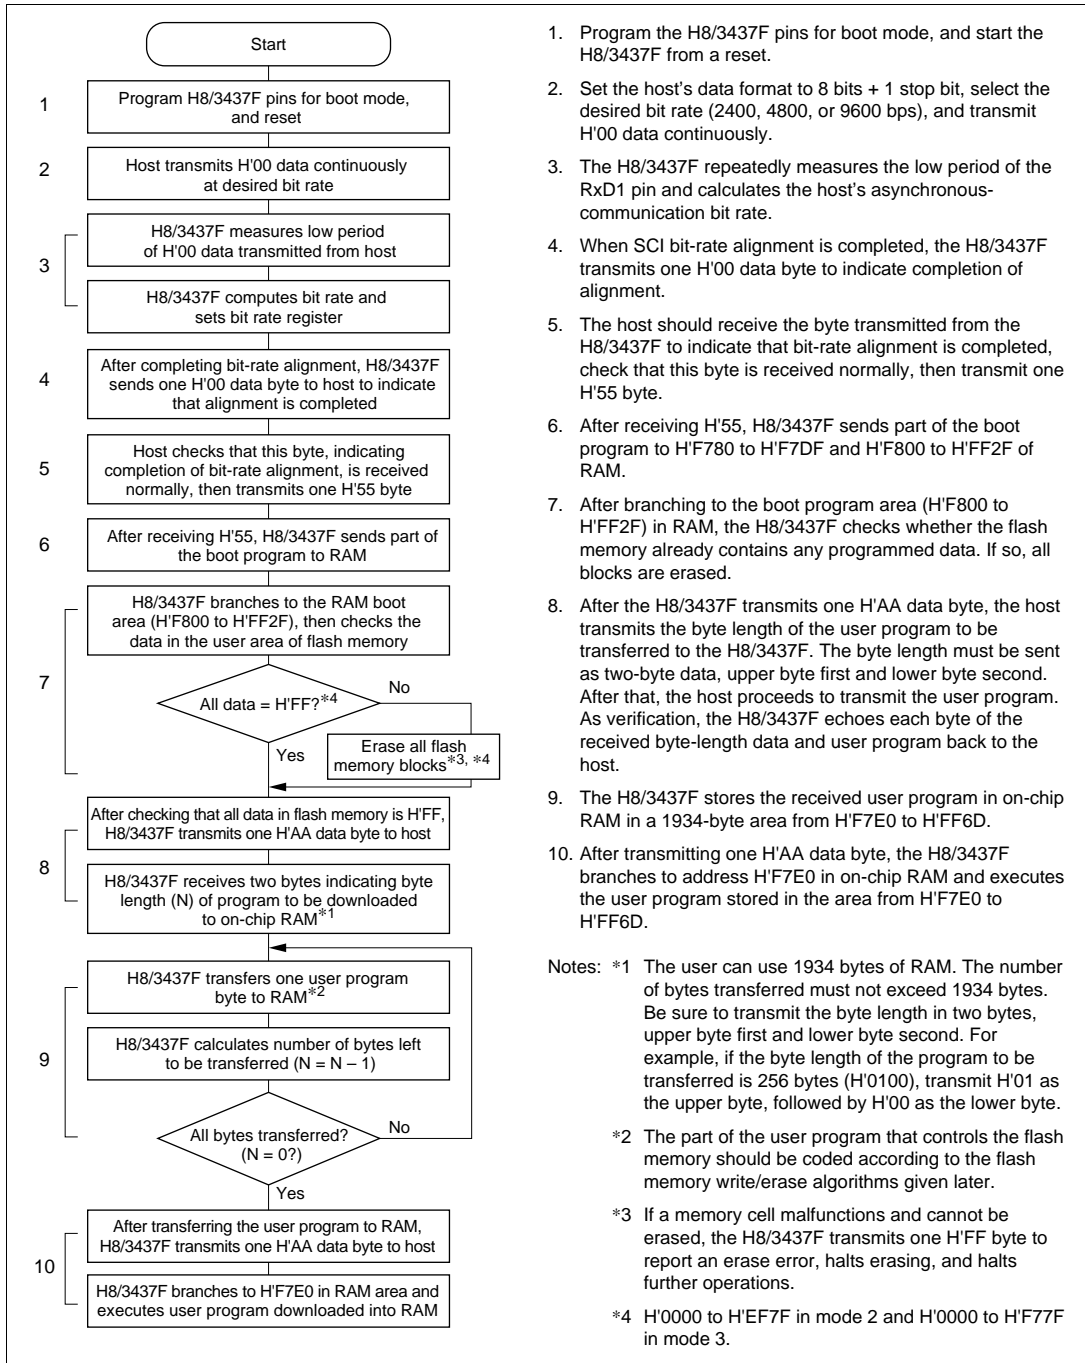 Start
1
Program H8/3437F pins for boot mode,
and reset
2
Host transmits H'00 data continuously
at desired bit rate
3
H8/3437F measures low period
of H'00 data transmitted from host
H8/3437F computes bit rate and
sets bit rate register
4
After completing bit-rate alignment, H8/3437F
sends one H'00 data byte to host to indicate
that alignment is completed
5
Host checks that this byte, indicating
completion of bit-rate alignment, is received
normally, then transmits one H'55 byte
6
After receiving H'55, H8/3437F sends part of
the boot program to RAM
7
H8/3437F branches to the RAM boot
area (H'F800 to H'FF2F), then checks the
data in the user area of flash memory
All data = H'FF?*4
No
Yes
Erase all flash
memory blocks*3, *4
8
After checking that all data in flash memory is H'FF,
H8/3437F transmits one H'AA data byte to host
H8/3437F receives two bytes indicating byte
length (N) of program to be downloaded
to on-chip RAM*1
9
H8/3437F transfers one user program
byte to RAM*2
H8/3437F calculates number of bytes left
to be transferred (N = N – 1)
All bytes transferred?
(N = 0?)
No
Yes
10
After transferring the user program to RAM,
H8/3437F transmits one H'AA data byte to host
H8/3437F branches to H'F7E0 in RAM area and
executes user program downloaded into RAM
1. Program the H8/3437F pins for boot mode, and start the
H8/3437F from a reset.
2. Set the host's data format to 8 bits + 1 stop bit, select the
desired bit rate (2400, 4800, or 9600 bps), and transmit
H'00 data continuously.
3. The H8/3437F repeatedly measures the low period of the
RxD1 pin and calculates the host's asynchronous-
communication bit rate.
4. When SCI bit-rate alignment is completed, the H8/3437F
transmits one H'00 data byte to indicate completion of
alignment.
5. The host should receive the byte transmitted from the
H8/3437F to indicate that bit-rate alignment is completed,
check that this byte is received normally, then transmit one
H'55 byte.
6. After receiving H'55, H8/3437F sends part of the boot
program to H'F780 to H'F7DF and H'F800 to H'FF2F of
RAM.
7. After branching to the boot program area (H'F800 to
H'FF2F) in RAM, the H8/3437F checks whether the flash
memory already contains any programmed data. If so, all
blocks are erased.
8. After the H8/3437F transmits one H'AA data byte, the host
transmits the byte length of the user program to be
transferred to the H8/3437F. The byte length must be sent
as two-byte data, upper byte first and lower byte second.
After that, the host proceeds to transmit the user program.
As verification, the H8/3437F echoes each byte of the
received byte-length data and user program back to the
host.
9. The H8/3437F stores the received user program in on-chip
RAM in a 1934-byte area from H'F7E0 to H'FF6D.
10. After transmitting one H'AA data byte, the H8/3437F
branches to address H'F7E0 in on-chip RAM and executes
the user program stored in the area from H'F7E0 to
H'FF6D.
Notes: *1 The user can use 1934 bytes of RAM. The number
of bytes transferred must not exceed 1934 bytes.
Be sure to transmit the byte length in two bytes,
upper byte first and lower byte second. For
example, if the byte length of the program to be
transferred is 256 bytes (H'0100), transmit H'01 as
the upper byte, followed by H'00 as the lower byte.
*2 The part of the user program that controls the flash
memory should be coded according to the flash
memory write/erase algorithms given later.
*3 If a memory cell malfunctions and cannot be
erased, the H8/3437F transmits one H'FF byte to
report an erase error, halts erasing, and halts
further operations.
*4 H'0000 to H'EF7F in mode 2 and H'0000 to H'F77F
in mode 3.